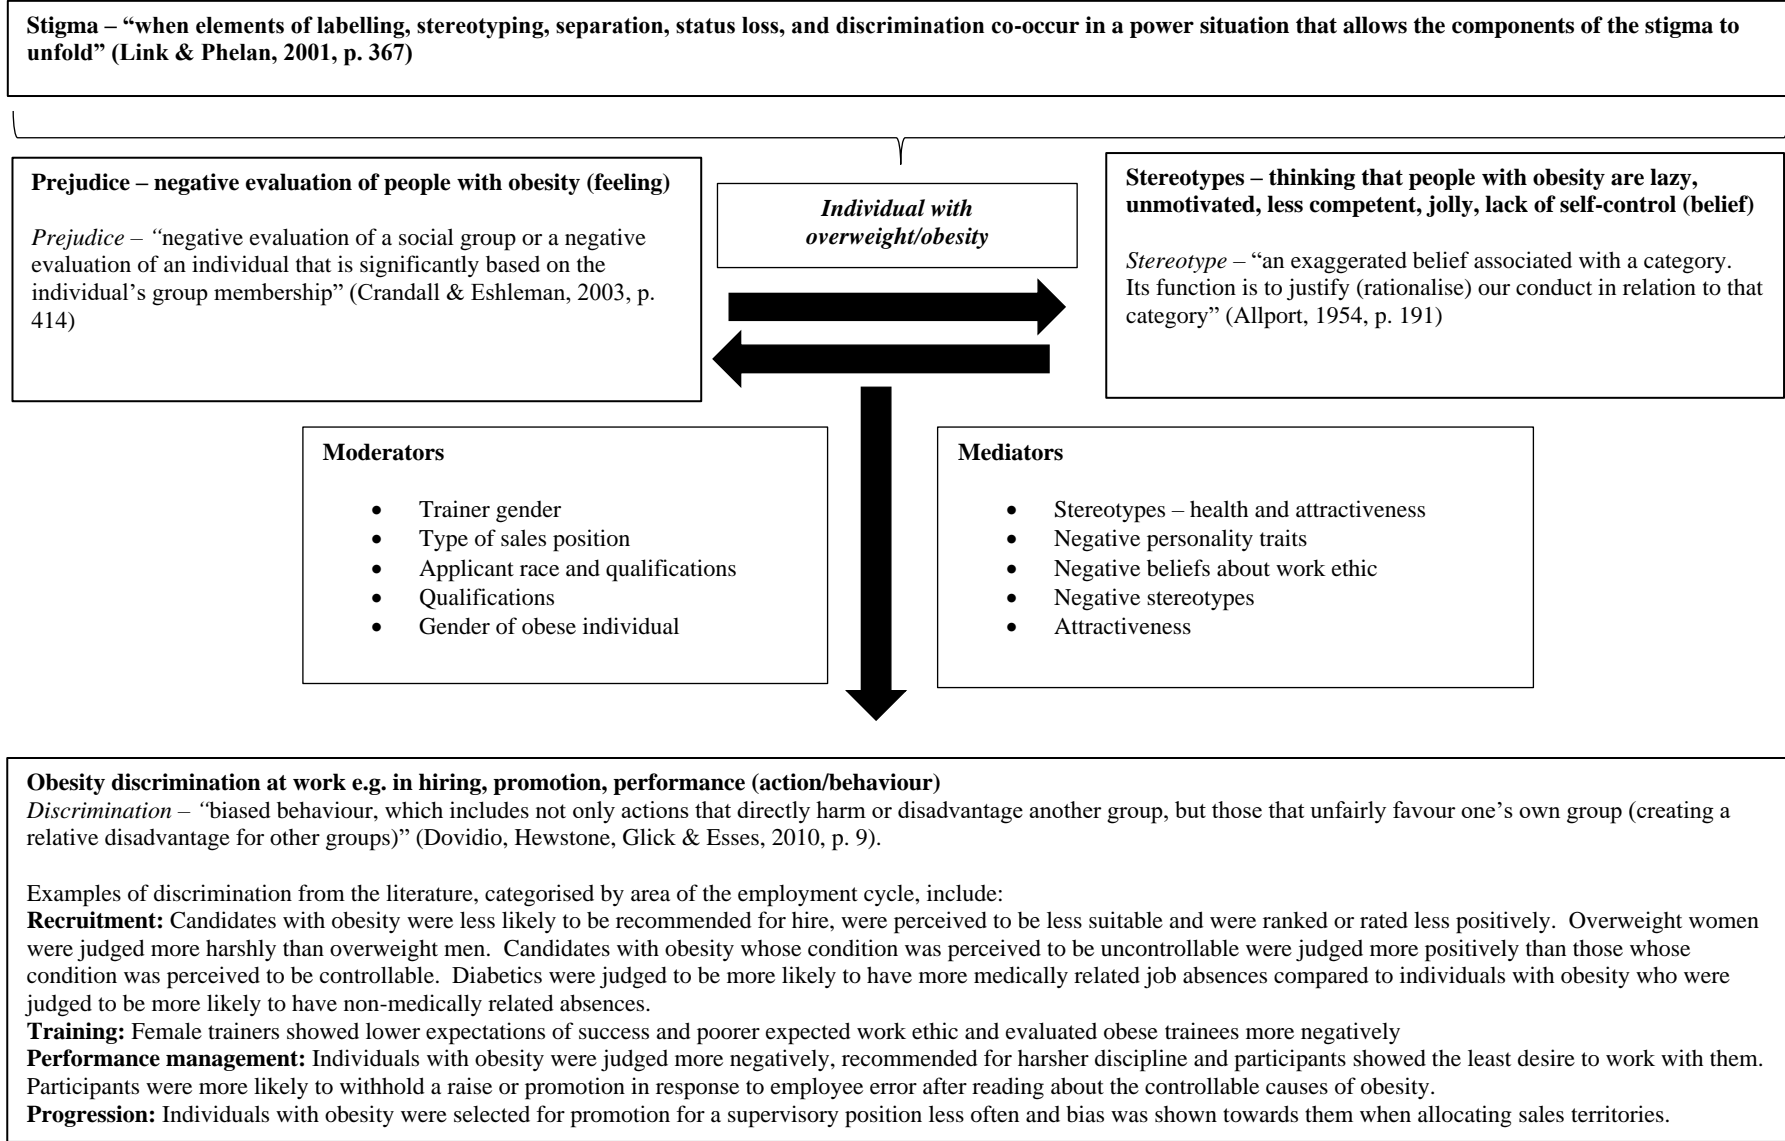 Stigma – “when elements of labelling, stereotyping, separation, status loss, and discrimination co-occur in a power situation that allows the components of the stigma to
unfold” (Link & Phelan, 2001, p. 367)
Prejudice – negative evaluation of people with obesity (feeling)
Prejudice – “negative evaluation of a social group or a negative
evaluation of an individual that is significantly based on the
individual’s group membership” (Crandall & Eshleman, 2003, p.
414)
Individual with
overweight/obesity
Stereotypes – thinking that people with obesity are lazy,
unmotivated, less competent, jolly, lack of self-control (belief)
Stereotype – “an exaggerated belief associated with a category.
Its function is to justify (rationalise) our conduct in relation to that
category” (Allport, 1954, p. 191)
Moderators
• Trainer gender
• Type of sales position
• Applicant race and qualifications
• Qualifications
• Gender of obese individual
Mediators
• Stereotypes – health and attractiveness
• Negative personality traits
• Negative beliefs about work ethic
• Negative stereotypes
• Attractiveness
Obesity discrimination at work e.g. in hiring, promotion, performance (action/behaviour)
Discrimination – “biased behaviour, which includes not only actions that directly harm or disadvantage another group, but those that unfairly favour one’s own group (creating a
relative disadvantage for other groups)” (Dovidio, Hewstone, Glick & Esses, 2010, p. 9).
Examples of discrimination from the literature, categorised by area of the employment cycle, include:
Recruitment: Candidates with obesity were less likely to be recommended for hire, were perceived to be less suitable and were ranked or rated less positively. Overweight women
were judged more harshly than overweight men. Candidates with obesity whose condition was perceived to be uncontrollable were judged more positively than those whose
condition was perceived to be controllable. Diabetics were judged to be more likely to have more medically related job absences compared to individuals with obesity who were
judged to be more likely to have non-medically related absences.
Training: Female trainers showed lower expectations of success and poorer expected work ethic and evaluated obese trainees more negatively
Performance management: Individuals with obesity were judged more negatively, recommended for harsher discipline and participants showed the least desire to work with them.
Participants were more likely to withhold a raise or promotion in response to employee error after reading about the controllable causes of obesity.
Progression: Individuals with obesity were selected for promotion for a supervisory position less often and bias was shown towards them when allocating sales territories.